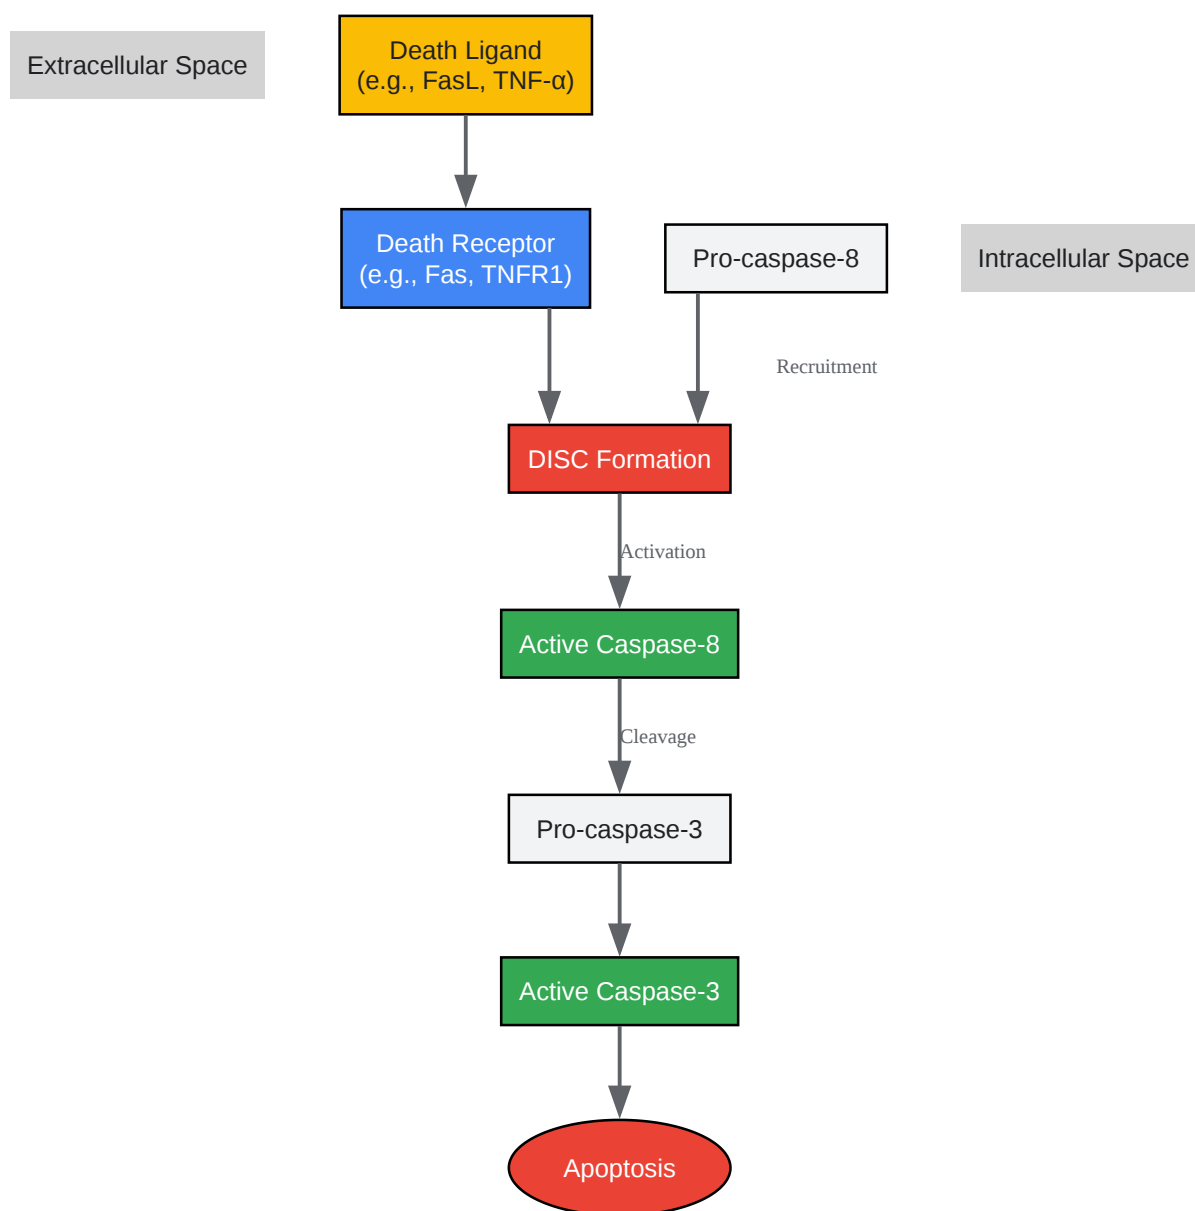 Extracellular Space
Death Ligand
(e.g., FasL, TNF-α)
Death Receptor
(e.g., Fas, TNFR1)
Pro-caspase-8
Intracellular Space
Recruitment
DISC Formation
Activation
Active Caspase-8
Cleavage
Pro-caspase-3
Active Caspase-3
Apoptosis